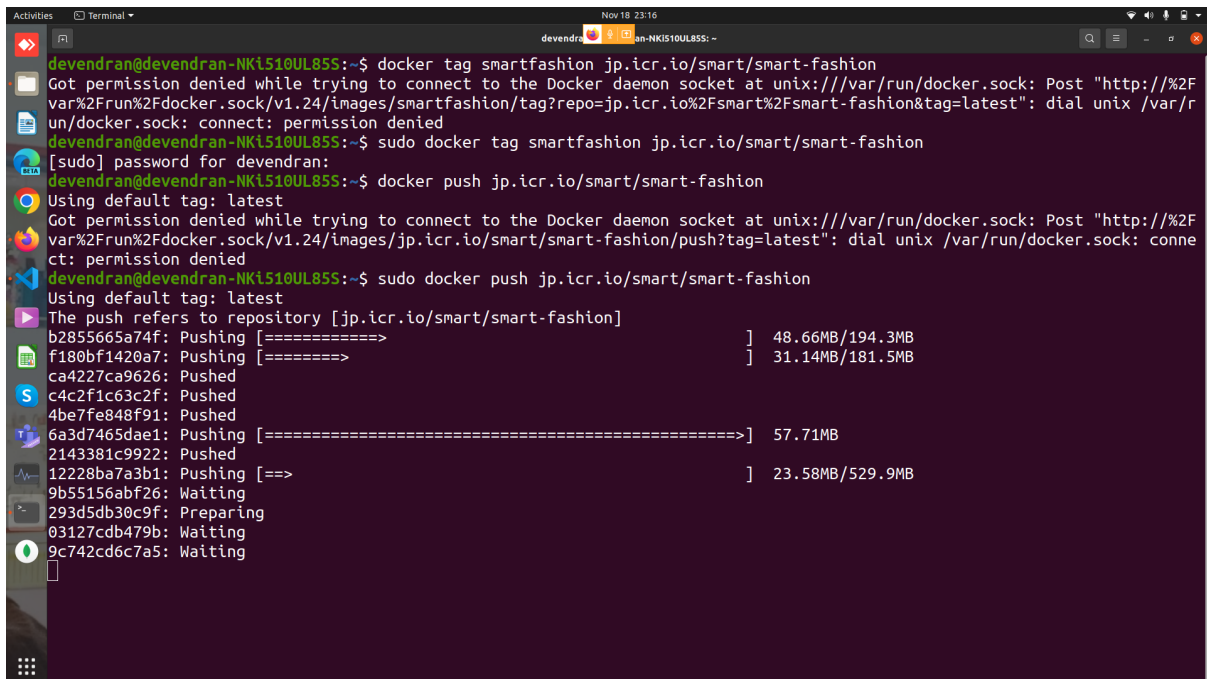 Activities
Terminal
Nov 18 23:16
devendra an-NKi510UL85S: ~
devendran@devendran-NKi510UL85S:~$ docker tag smartfashion jp.icr.io/smart/smart-fashion
Got permission denied while trying to connect to the Docker daemon socket at unix:///var/run/docker.sock: Post "http://%2F
var%2Frun%2Fdocker.sock/v1.24/images/smartfashion/tag?repo=jp.icr.io%2Fsmart%2Fsmart-fashion&tag=latest": dial unix /var/r
un/docker.sock: connect: permission denied
devendran@devendran-NKi510UL85S:~$ sudo docker tag smartfashion jp.icr.io/smart/smart-fashion
[sudo] password for devendran:
devendran@devendran-NKi510UL85S:~$ docker push jp.icr.io/smart/smart-fashion
Using default tag: latest
Got permission denied while trying to connect to the Docker daemon socket at unix:///var/run/docker.sock: Post "http://%2F
var%2Frun%2Fdocker.sock/v1.24/images/jp.icr.io/smart/smart-fashion/push?tag=latest": dial unix /var/run/docker.sock: conne
ct: permission denied
devendran@devendran-NKi510UL85S:~$ sudo docker push jp.icr.io/smart/smart-fashion
Using default tag: latest
The push refers to repository [jp.icr.io/smart/smart-fashion]
b2855665a74f: Pushing [============>                                      ]  48.66MB/194.3MB
f180bf1420a7: Pushing [========>                                          ]  31.14MB/181.5MB
ca4227ca9626: Pushed
c4c2f1c63c2f: Pushed
4be7fe848f91: Pushed
6a3d7465dae1: Pushing [==================================================>]  57.71MB
2143381c9922: Pushed
12228ba7a3b1: Pushing [==>                                                ]  23.58MB/529.9MB
9b55156abf26: Waiting
293d5db30c9f: Preparing
03127cdb479b: Waiting
9c742cd6c7a5: Waiting
BETA